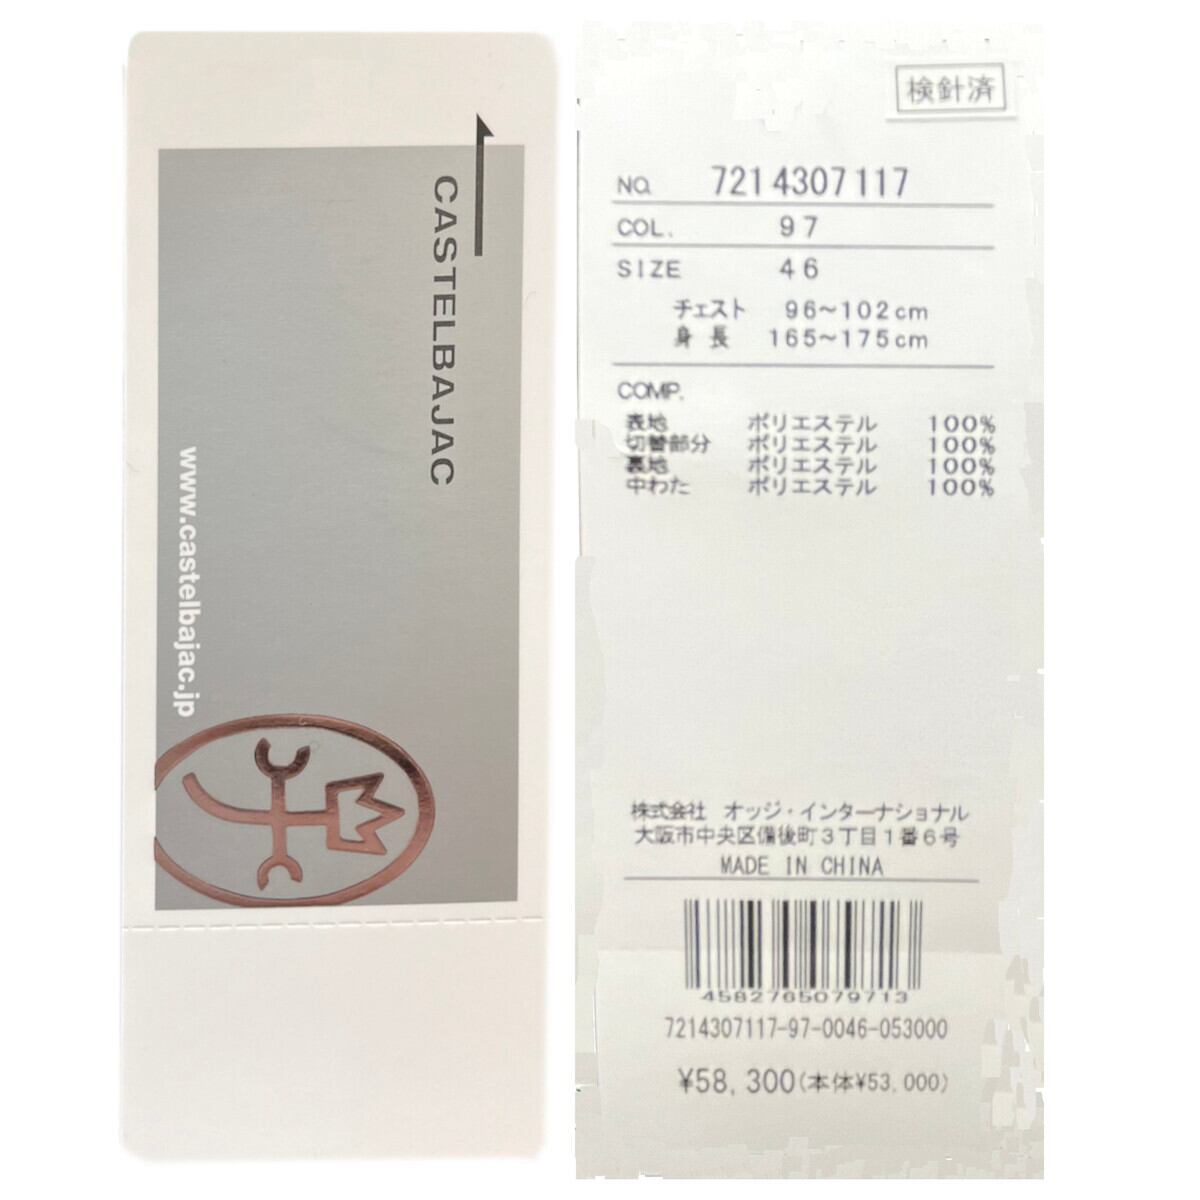 CASTELBAJAC
www.castelbajac.jp
検針済
NO. 7214307117
COL. 97
SIZE 46
チェスト 96~102cm
身長 165~175cm
COMP.
表地 ポリエステル 100%
切替部分 ポリエステル 100%
裏地 ポリエステル 100%
中わた ポリエステル 100%
株式会社 オッジ・インターナショナル
大阪市中央区備後町3丁目1番6号
MADE IN CHINA
4582765079713
7214307117-97-0046-053000
¥58,300(本体¥53,000)